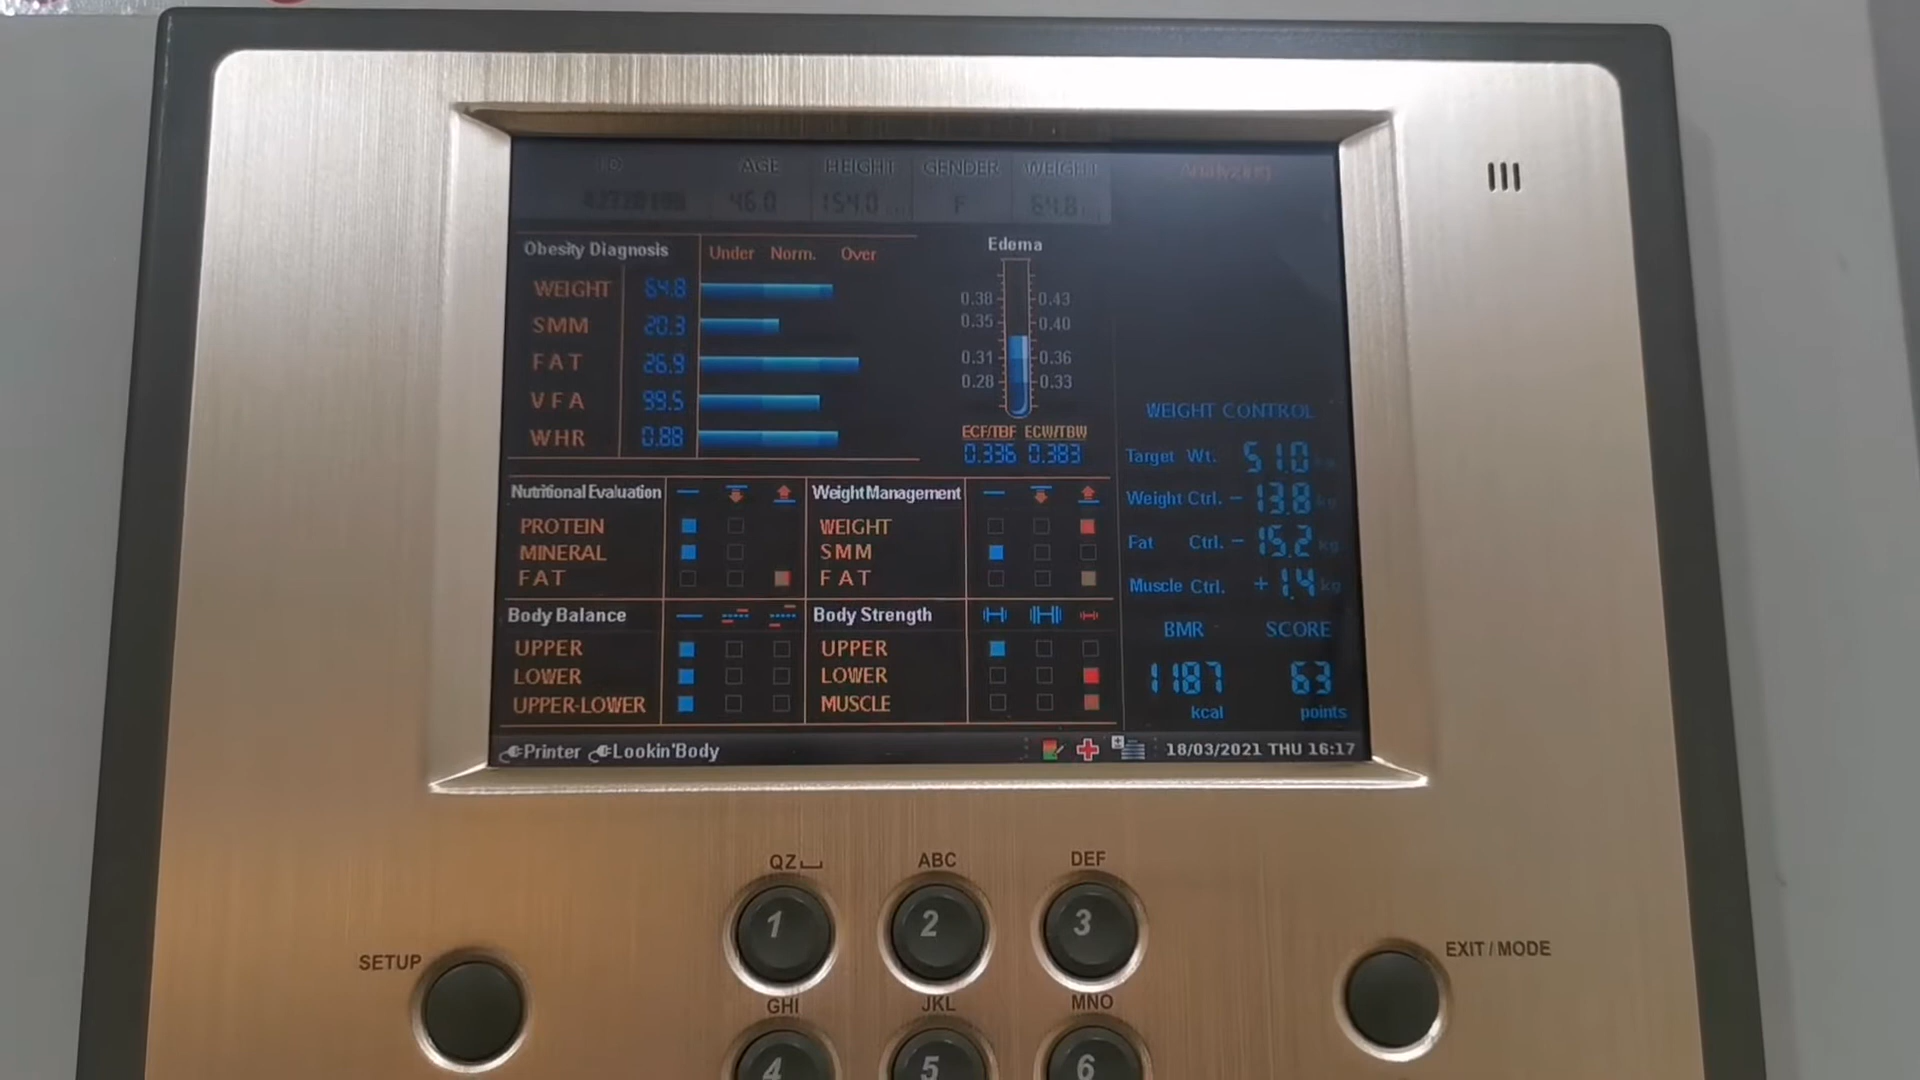 ID AGE HEIGHT GENDER WEIGHT Analyzing
46.0 154.0 F 64.8
Obesity Diagnosis Under Norm. Over
WEIGHT 64.8
SMM 20.3
FAT 26.9
VFA 99.5
WHR 0.88
Edema
0.38 0.43
0.35 0.40
0.31 0.36
0.28 0.33
ECF/TBF ECW/TBW
0.336 0.383
WEIGHT CONTROL
Target Wt. 51.0 kg
Weight Ctrl. - 13.8 kg
Fat Ctrl. - 15.2 kg
Muscle Ctrl. + 1.4 kg
BMR SCORE
1187 63
kcal points
Nutritional Evaluation
PROTEIN
MINERAL
FAT
Weight Management
WEIGHT
SMM
FAT
Body Balance
UPPER
LOWER
UPPER-LOWER
Body Strength
UPPER
LOWER
MUSCLE
Printer Lookin'Body 18/03/2021 THU 16:17
QZ ABC DEF
1 2 3
SETUP EXIT / MODE
GHI JKL MNO
4 5 6